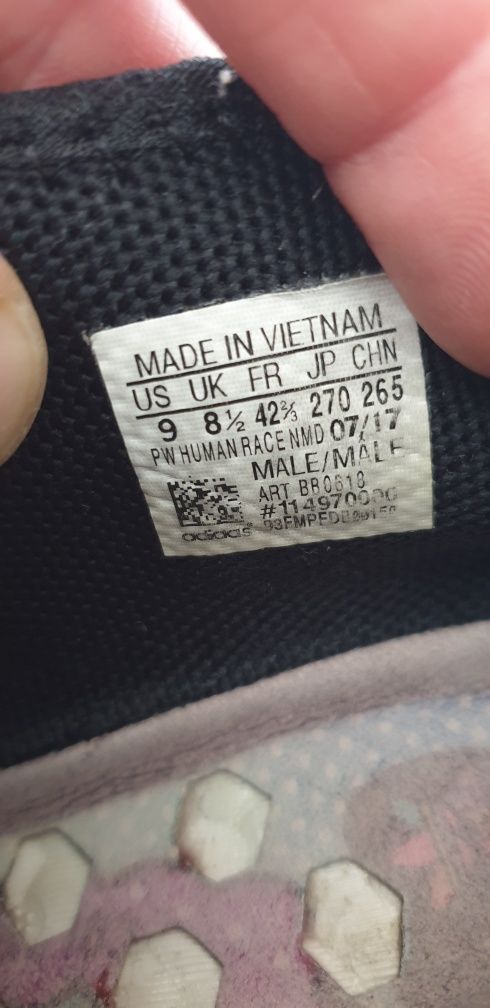 MADE IN VIETNAM
US UK FR JP CHN
9 8½ 42⅔ 270 265
PW HUMAN RACE NMD 07/17
MALE/MALE
ART BB0618
adidas